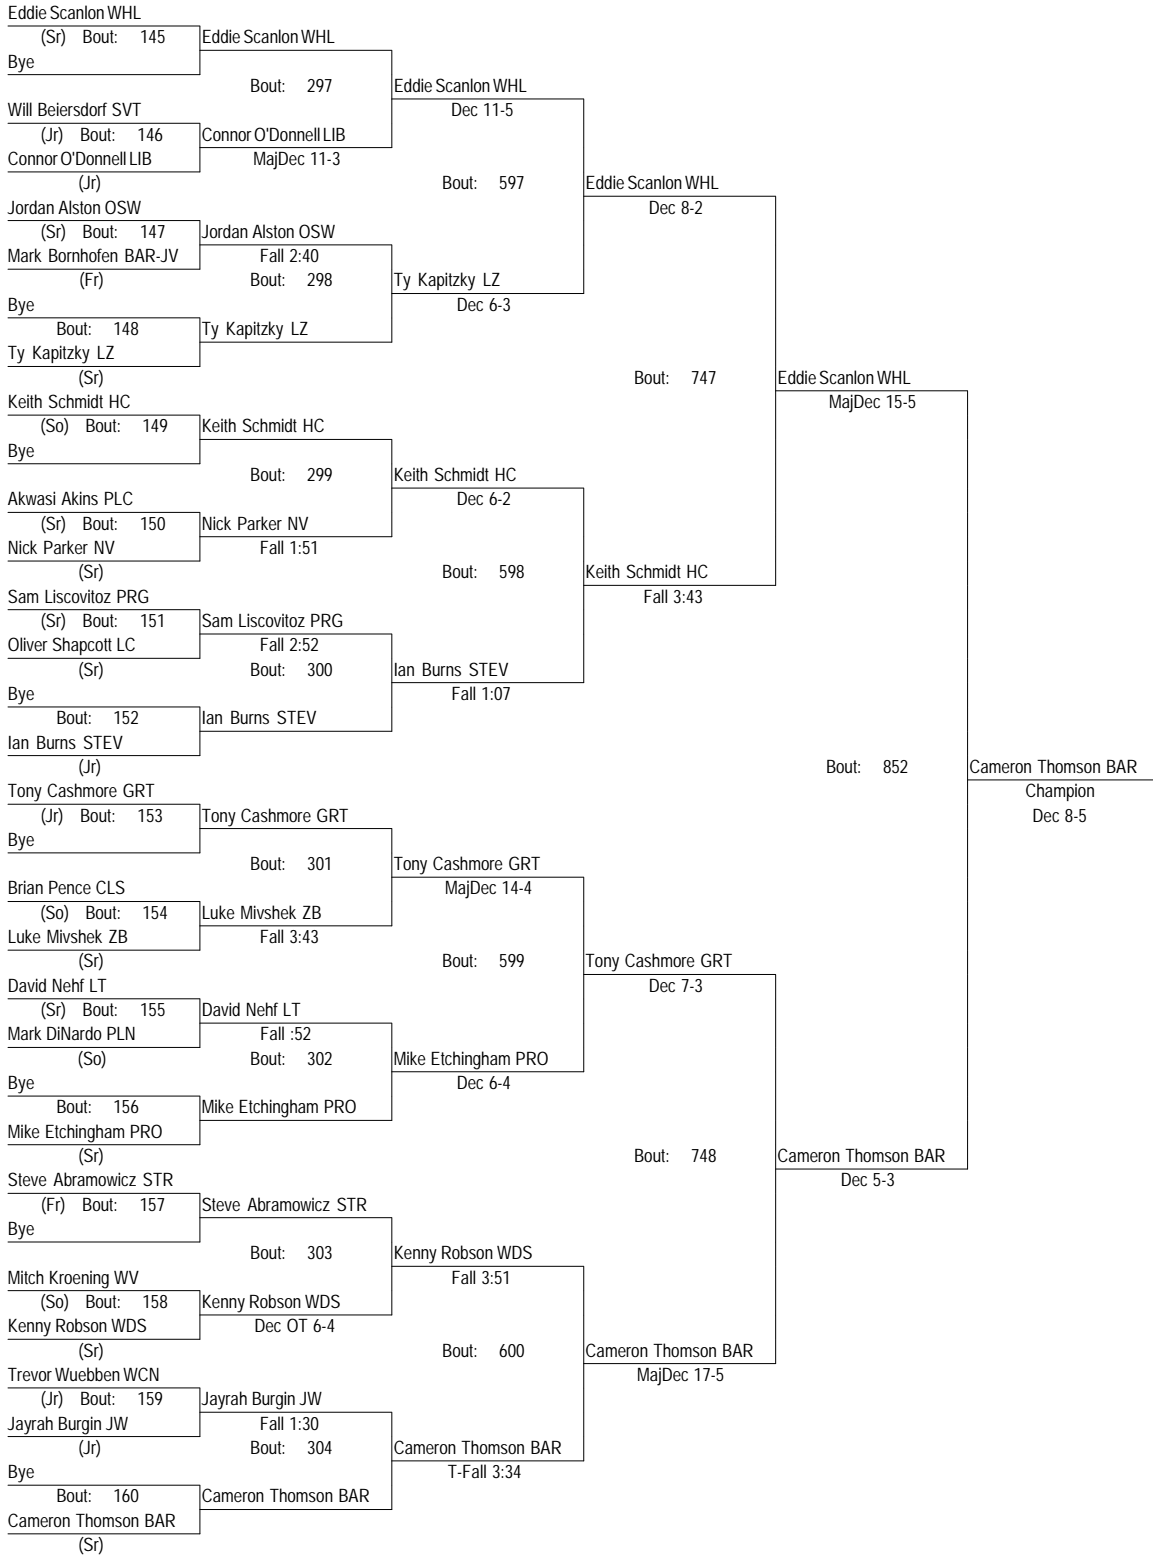 Eddie Scanlon WHL
(Sr) Bout: 145 Eddie Scanlon WHL
Bye
Bout: 297 Eddie Scanlon WHL
Will Beiersdorf SVT Dec 11-5
(Jr) Bout: 146 Connor O'Donnell LIB
Connor O'Donnell LIB MajDec 11-3
(Jr) Bout: 597 Eddie Scanlon WHL
Jordan Alston OSW Dec 8-2
(Sr) Bout: 147 Jordan Alston OSW
Mark Bornhofen BAR-JV Fall 2:40
(Fr) Bout: 298 Ty Kapitzky LZ
Bye Dec 6-3
Bout: 148 Ty Kapitzky LZ
Ty Kapitzky LZ
(Sr) Bout: 747 Eddie Scanlon WHL
Keith Schmidt HC MajDec 15-5
(So) Bout: 149 Keith Schmidt HC
Bye
Bout: 299 Keith Schmidt HC
Akwasi Akins PLC Dec 6-2
(Sr) Bout: 150 Nick Parker NV
Nick Parker NV Fall 1:51
(Sr) Bout: 598 Keith Schmidt HC
Sam Liscovitoz PRG Fall 3:43
(Sr) Bout: 151 Sam Liscovitoz PRG
Oliver Shapcott LC Fall 2:52
(Sr) Bout: 300 Ian Burns STEV
Bye Fall 1:07
Bout: 152 Ian Burns STEV
Ian Burns STEV
(Jr) Bout: 852 Cameron Thomson BAR
Tony Cashmore GRT Champion
(Jr) Bout: 153 Tony Cashmore GRT Dec 8-5
Bye
Bout: 301 Tony Cashmore GRT
Brian Pence CLS MajDec 14-4
(So) Bout: 154 Luke Mivshek ZB
Luke Mivshek ZB Fall 3:43
(Sr) Bout: 599 Tony Cashmore GRT
David Nehf LT Dec 7-3
(Sr) Bout: 155 David Nehf LT
Mark DiNardo PLN Fall :52
(So) Bout: 302 Mike Etchingham PRO
Bye Dec 6-4
Bout: 156 Mike Etchingham PRO
Mike Etchingham PRO
(Sr) Bout: 748 Cameron Thomson BAR
Steve Abramowicz STR Dec 5-3
(Fr) Bout: 157 Steve Abramowicz STR
Bye
Bout: 303 Kenny Robson WDS
Mitch Kroening WV Fall 3:51
(So) Bout: 158 Kenny Robson WDS
Kenny Robson WDS Dec OT 6-4
(Sr) Bout: 600 Cameron Thomson BAR
Trevor Wuebben WCN MajDec 17-5
(Jr) Bout: 159 Jayrah Burgin JW
Jayrah Burgin JW Fall 1:30
(Jr) Bout: 304 Cameron Thomson BAR
Bye T-Fall 3:34
Bout: 160 Cameron Thomson BAR
Cameron Thomson BAR
(Sr)